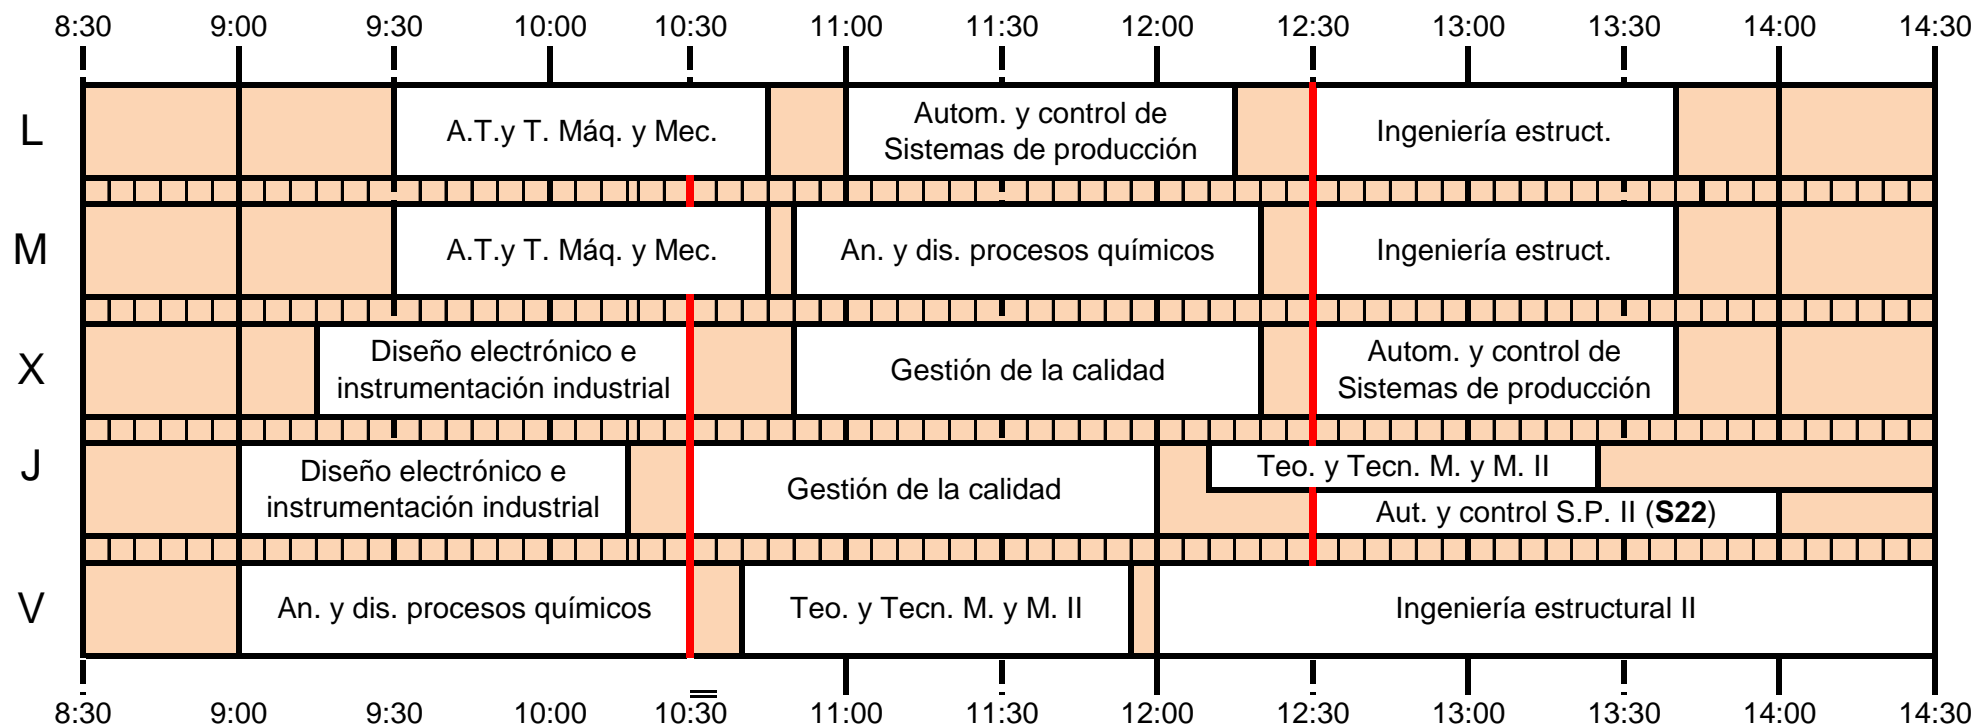 8:30 9:00 9:30 10:00 10:30 11:00 11:30 12:00 12:30 13:00 13:30 14:00 14:30
L
A.T.y T. Máq. y Mec.
Autom. y control de
Sistemas de producción
Ingeniería estruct.
M
A.T.y T. Máq. y Mec.
An. y dis. procesos químicos
Ingeniería estruct.
X
Diseño electrónico e
instrumentación industrial
Gestión de la calidad
Autom. y control de
Sistemas de producción
J
Diseño electrónico e
instrumentación industrial
Gestión de la calidad
Teo. y Tecn. M. y M. II
Aut. y control S.P. II (S22)
V
An. y dis. procesos químicos
Teo. y Tecn. M. y M. II
Ingeniería estructural II
8:30 9:00 9:30 10:00 10:30 11:00 11:30 12:00 12:30 13:00 13:30 14:00 14:30